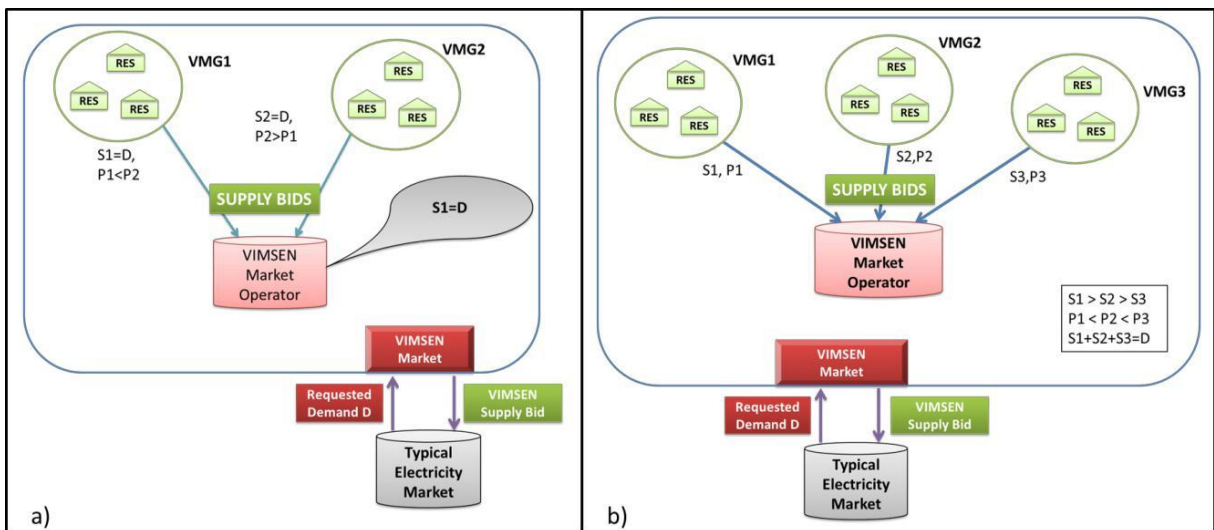 VMG1
RES
RES
RES
VMG2
RES
RES
RES
S1=D,
P1<P2
S2=D,
P2>P1
SUPPLY BIDS
S1=D
VIMSEN
Market
Operator
VIMSEN
Market
Requested
Demand D
VIMSEN
Supply Bid
Typical
Electricity
Market
a)
VMG1
RES
RES
RES
VMG2
RES
RES
RES
VMG3
RES
RES
RES
S1, P1
S2,P2
S3,P3
SUPPLY BIDS
VIMSEN
Market
Operator
S1 > S2 > S3
P1 < P2 < P3
S1+S2+S3=D
VIMSEN
Market
Requested
Demand D
VIMSEN
Supply Bid
Typical
Electricity
Market
b)